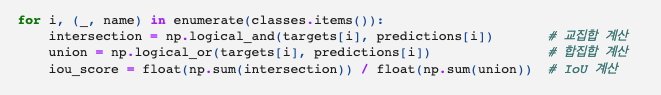 for i, (_, name) in enumerate(classes.items()):
    intersection = np.logical_and(targets[i], predictions[i])       # 교집합 계산
    union = np.logical_or(targets[i], predictions[i])               # 합집합 계산
    iou_score = float(np.sum(intersection)) / float(np.sum(union))  # IoU 계산